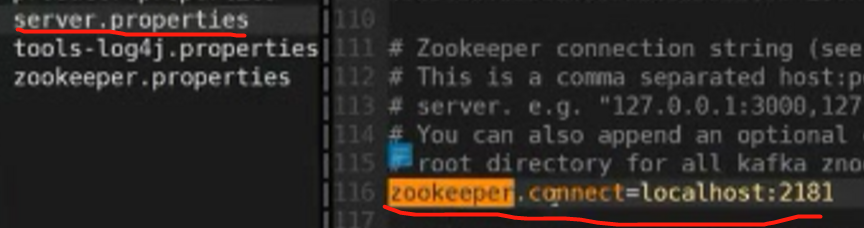 server.properties
tools-log4j.properties
zookeeper.properties
110
111 # Zookeeper connection string (see
112 # This is a comma separated host:p
113 # server. e.g. "127.0.0.1:3000,127
114 # You can also append an optional
115 # root directory for all kafka zno
116 zookeeper.connect=localhost:2181
117